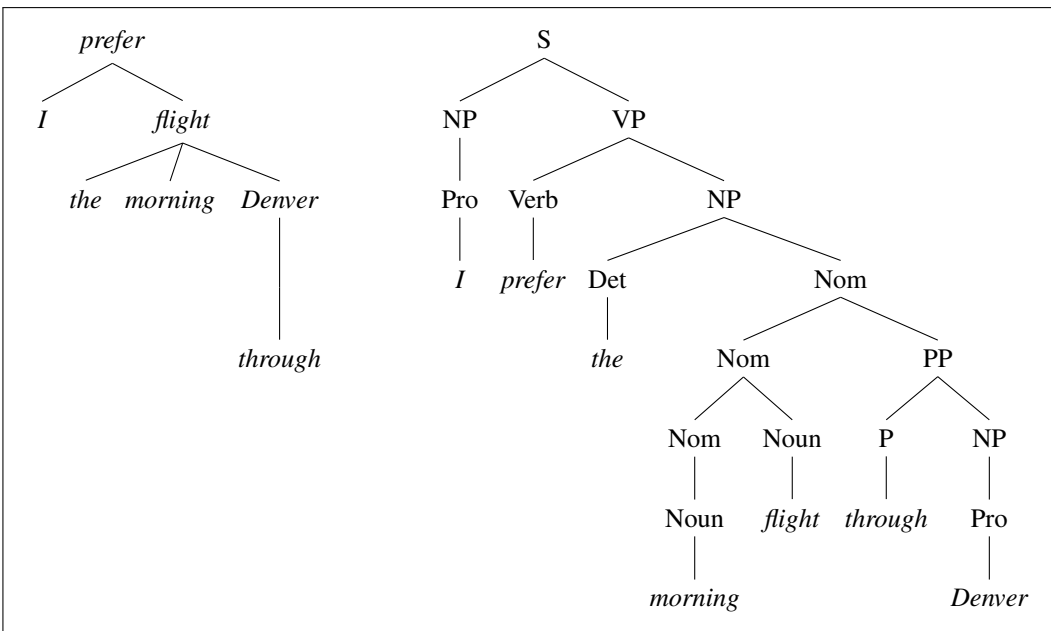 prefer S
I flight NP VP
the morning Denver Pro Verb NP
I prefer Det Nom
through the Nom PP
Nom Noun P NP
Noun flight through Pro
morning Denver